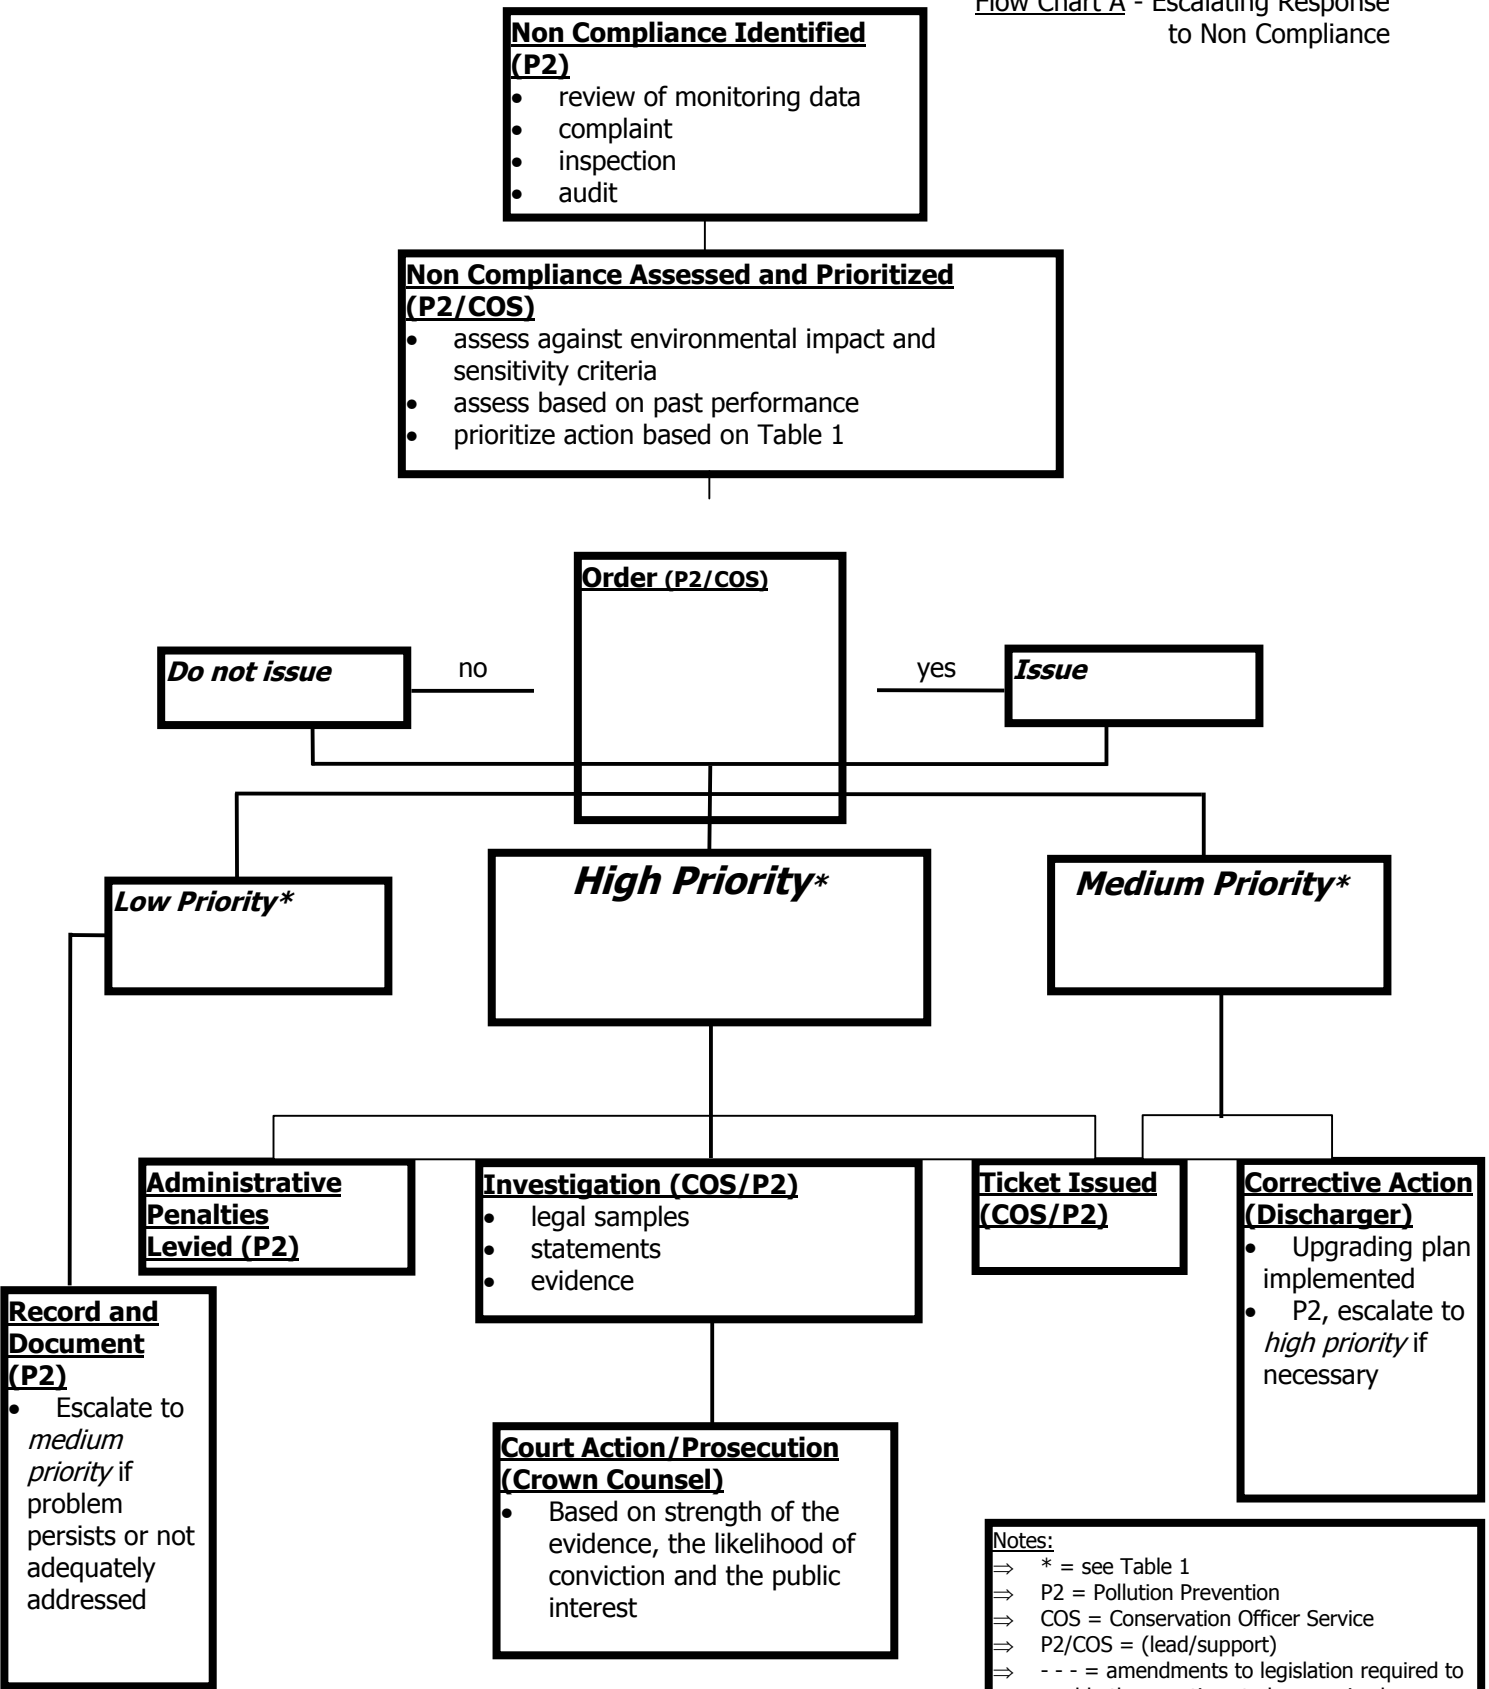 Flow Chart A - Escalating Response
to Non Compliance
Non Compliance Identified
(P2)
• review of monitoring data
• complaint
• inspection
• audit
Non Compliance Assessed and Prioritized
(P2/COS)
• assess against environmental impact and
sensitivity criteria
• assess based on past performance
• prioritize action based on Table 1
Order (P2/COS)
Do not issue
no
yes
Issue
Low Priority*
High Priority*
Medium Priority*
Administrative
Penalties
Levied (P2)
Investigation (COS/P2)
• legal samples
• statements
• evidence
Ticket Issued
(COS/P2)
Corrective Action
(Discharger)
• Upgrading plan
implemented
• P2, escalate to
high priority if
necessary
Record and
Document
(P2)
• Escalate to
medium
priority if
problem
persists or not
adequately
addressed
Court Action/Prosecution
(Crown Counsel)
• Based on strength of the
evidence, the likelihood of
conviction and the public
interest
Notes:
⇒ * = see Table 1
⇒ P2 = Pollution Prevention
⇒ COS = Conservation Officer Service
⇒ P2/COS = (lead/support)
⇒ - - - = amendments to legislation required to